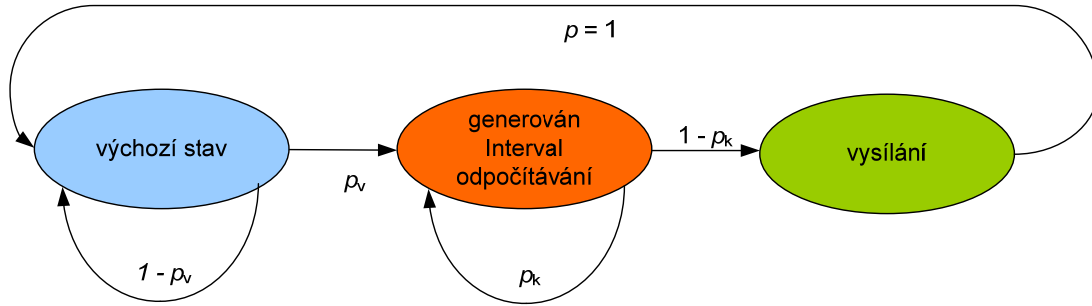 p = 1
výchozí stav
generován
Interval
odpočítávání
vysílání
pv
1 - pk
1 - pv
pk